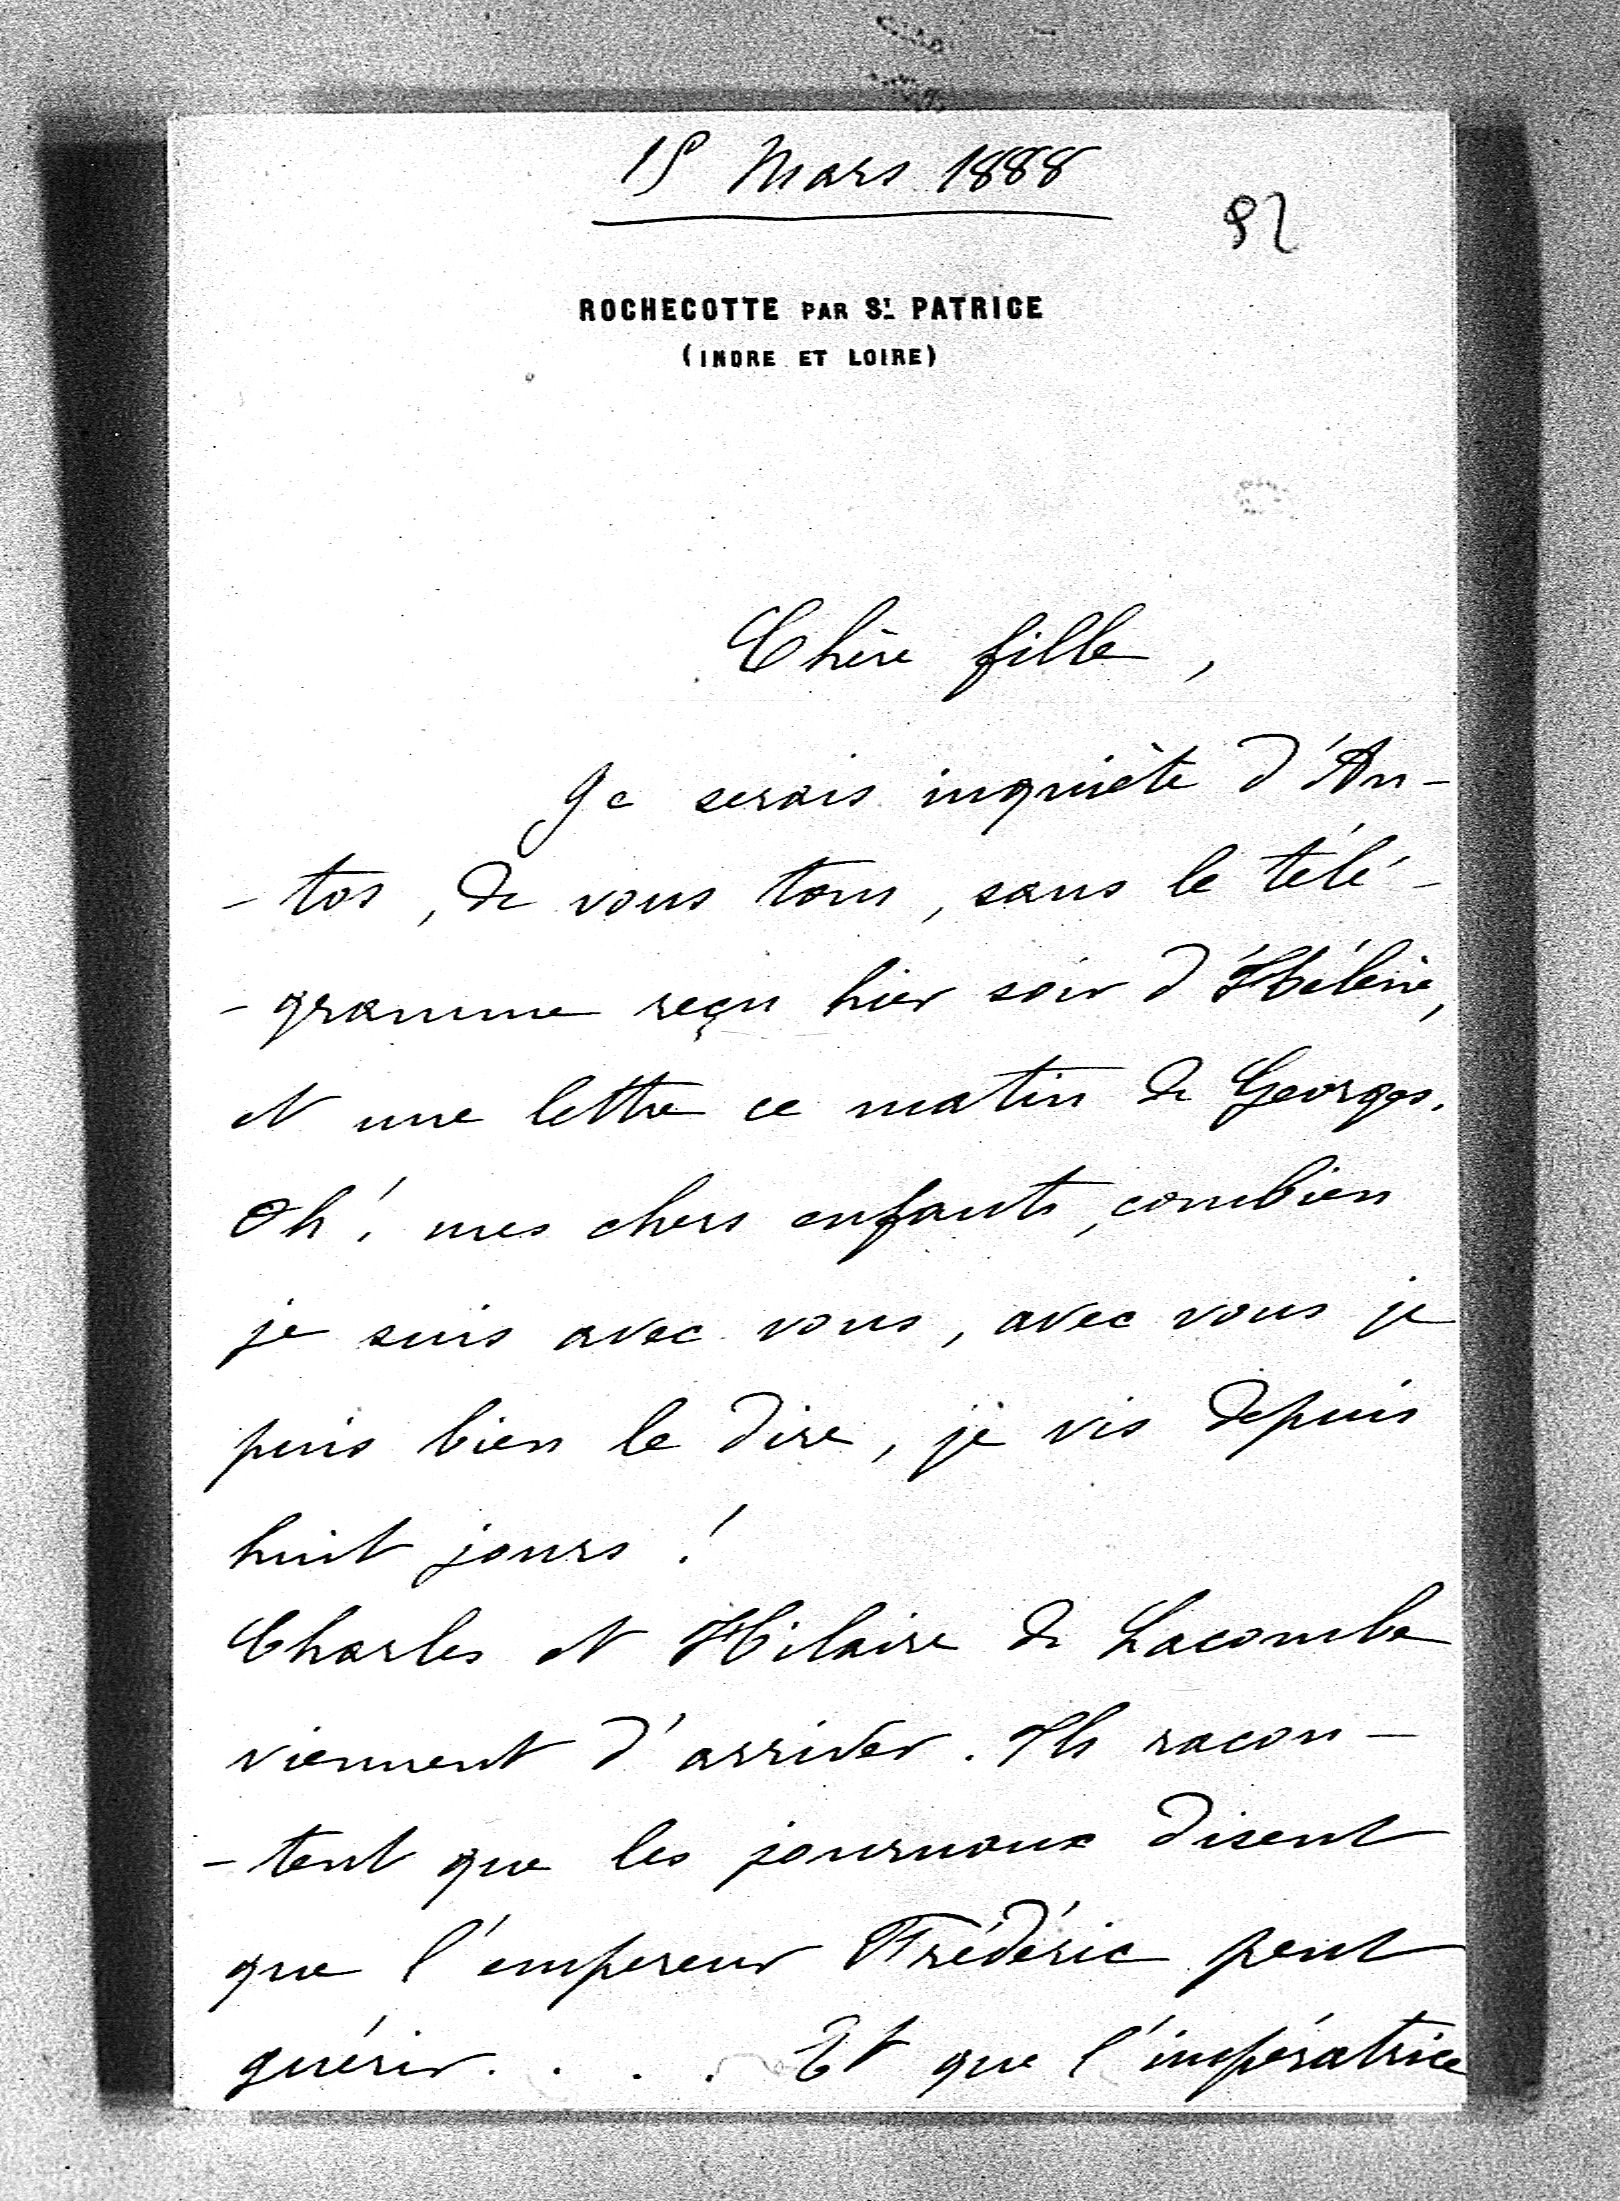 15 Mars 1888
92
ROCHECOTTE PAR ST PATRICE
(INDRE ET LOIRE)
Chère fille,
Je serais inquiète d'An-
-tos, de vous tous, sans le télé-
-gramme reçu hier soir d'Hélène,
et une lettre ce matin de Georges.
Oh! mes chers enfants, combien
je suis avec vous, avec vous je
puis bien le dire, je vis depuis
huit jours!
Charles et Hilaire de Lacombe
viennent d'arriver. Ils racon-
-tent que les journaux disent
que l'empereur Frédéric peut
guérir. . . . Et que l'impératrice